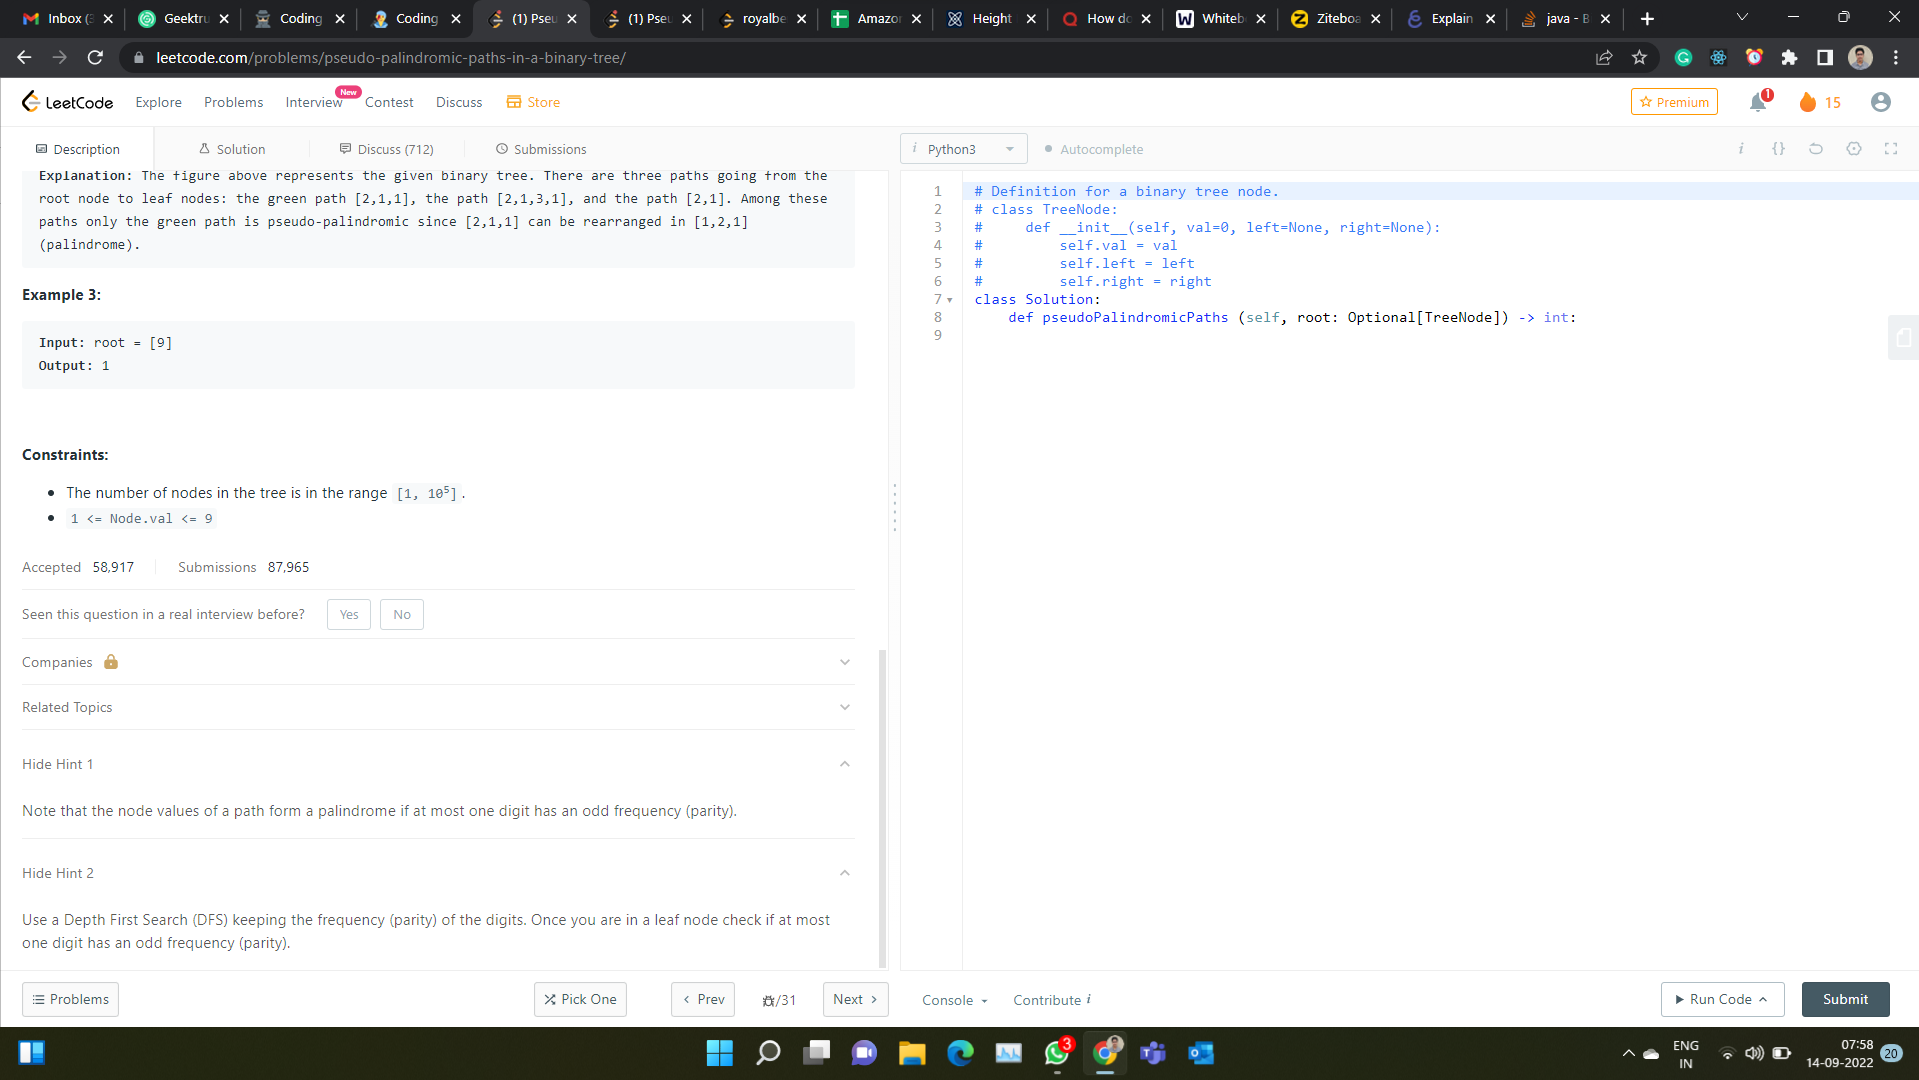 Inbox (3
Geektru
Coding
Coding
(1) Pseu
(1) Pseu
royalbe
Amazon
Height
How do
Whiteb
Ziteboa
Explain
java - B
leetcode.com/problems/pseudo-palindromic-paths-in-a-binary-tree/
LeetCode
Explore
Problems
Interview
New
Contest
Discuss
Store
Premium
1
15
Description
Solution
Discuss (712)
Submissions
Python3
Autocomplete
Explanation: The figure above represents the given binary tree. There are three paths going from the
root node to leaf nodes: the green path [2,1,1], the path [2,1,3,1], and the path [2,1]. Among these
paths only the green path is pseudo-palindromic since [2,1,1] can be rearranged in [1,2,1]
(palindrome).
Example 3:
Input: root = [9]
Output: 1
Constraints:
The number of nodes in the tree is in the range [1, 10⁵].
1 <= Node.val <= 9
Accepted 58,917
Submissions 87,965
Seen this question in a real interview before?
Yes
No
Companies
Related Topics
Hide Hint 1
Note that the node values of a path form a palindrome if at most one digit has an odd frequency (parity).
Hide Hint 2
Use a Depth First Search (DFS) keeping the frequency (parity) of the digits. Once you are in a leaf node check if at most
one digit has an odd frequency (parity).
1 # Definition for a binary tree node.
2 # class TreeNode:
3 #     def __init__(self, val=0, left=None, right=None):
4 #         self.val = val
5 #         self.left = left
6 #         self.right = right
7 class Solution:
8     def pseudoPalindromicPaths (self, root: Optional[TreeNode]) -> int:
9
Problems
Pick One
Prev
/31
Next
Console
Contribute i
Run Code
Submit
3
ENG
IN
07:58
14-09-2022
20